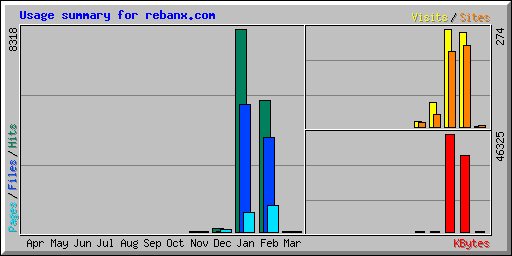 Usage summary for rebanx.com
Visits/Sites
8318
274
46325
Pages/Files/Hits
Apr May Jun Jul Aug Sep Oct Nov Dec Jan Feb Mar
KBytes